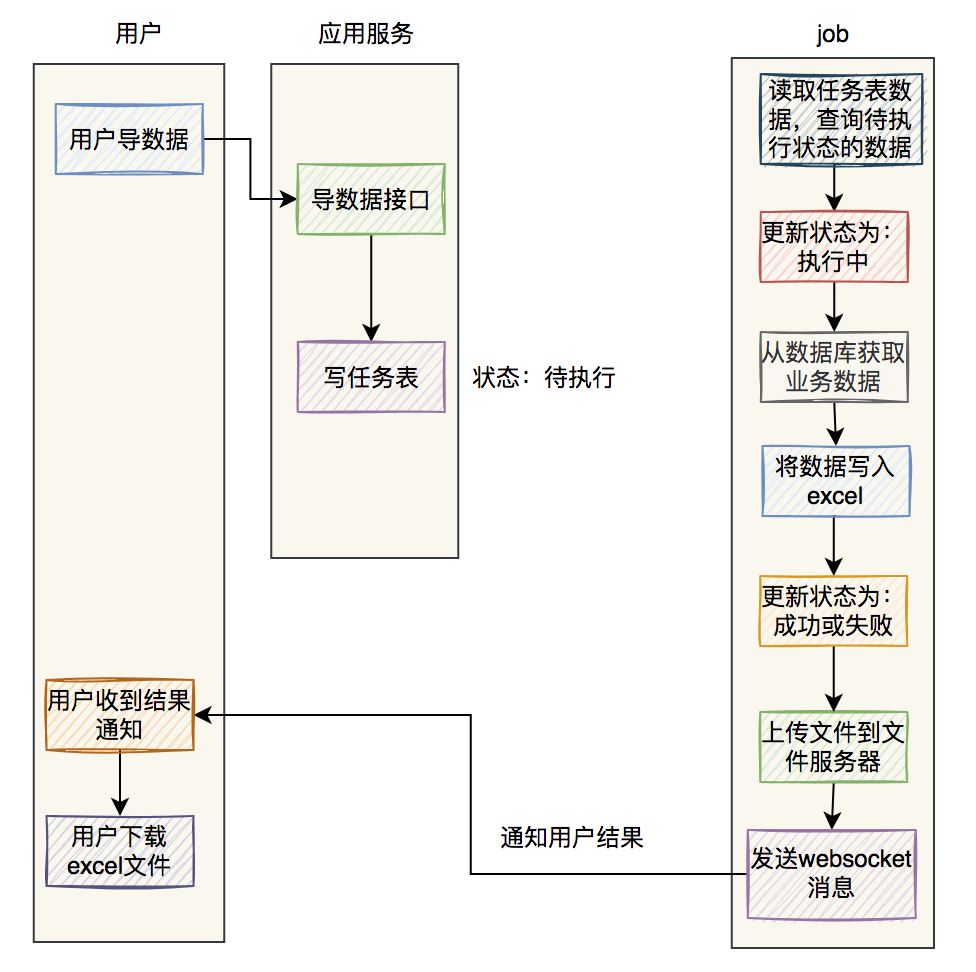 用户
应用服务
job
用户导数据
导数据接口
写任务表
状态：待执行
读取任务表数
据，查询待执
行状态的数据
更新状态为：
执行中
从数据库获取
业务数据
将数据写入
excel
更新状态为：
成功或失败
上传文件到文
件服务器
发送websocket
消息
通知用户结果
用户收到结果
通知
用户下载
excel文件